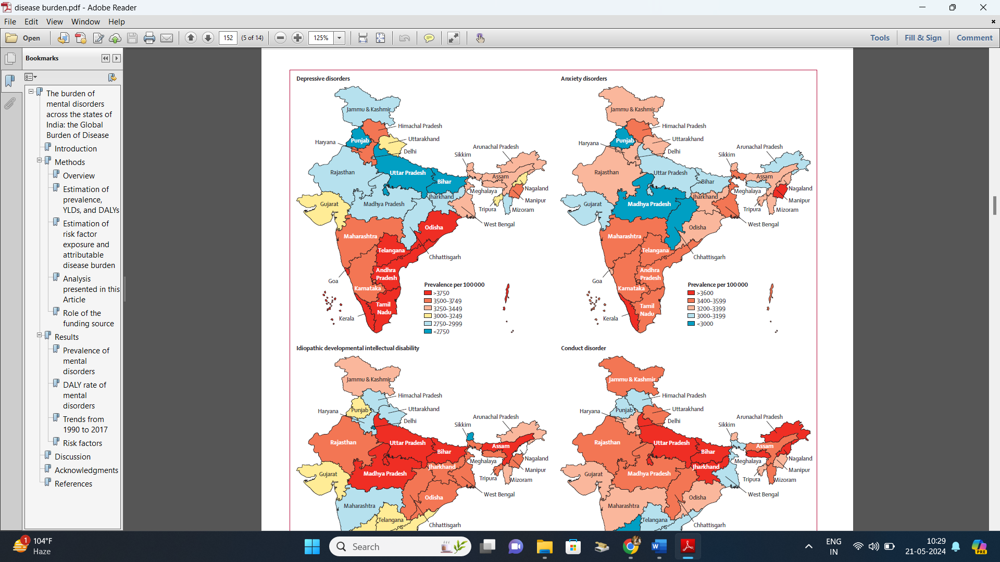 disease burden.pdf - Adobe Reader
File Edit View Window Help
Open 152 (5 of 14) 125% Tools Fill & Sign Comment
Bookmarks
The burden of
mental disorders
across the states of
India: the Global
Burden of Disease
Introduction
Methods
Overview
Estimation of
prevalence,
YLDs, and DALYs
Estimation of
risk factor
exposure and
attributable
disease burden
Analysis
presented in this
Article
Role of the
funding source
Results
Prevalence of
mental
disorders
DALY rate of
mental
disorders
Trends from
1990 to 2017
Risk factors
Discussion
Acknowledgments
References
Depressive disorders
Jammu & Kashmir
Himachal Pradesh
Punjab
Haryana
Uttarakhand
Delhi
Arunachal Pradesh
Sikkim
Rajasthan
Uttar Pradesh
Assam
Bihar
Nagaland
Meghalaya
Jharkhand
Manipur
Gujarat
Madhya Pradesh
Tripura
Mizoram
West Bengal
Odisha
Maharashtra
Telangana
Chhattisgarh
Andhra
Pradesh
Goa
Karnataka
Tamil
Nadu
Kerala
Prevalence per 100 000
>3750
3500–3749
3250–3449
3000–3249
2750–2999
<2750
Anxiety disorders
Jammu & Kashmir
Himachal Pradesh
Punjab
Haryana
Uttarakhand
Delhi
Arunachal Pradesh
Sikkim
Rajasthan
Uttar Pradesh
Assam
Bihar
Nagaland
Meghalaya
Jharkhand
Manipur
Gujarat
Madhya Pradesh
Tripura
Mizoram
West Bengal
Odisha
Maharashtra
Telangana
Chhattisgarh
Andhra
Pradesh
Goa
Karnataka
Tamil
Nadu
Kerala
Prevalence per 100 000
>3600
3400–3599
3200–3399
3000–3199
<3000
Idiopathic developmental intellectual disability
Jammu & Kashmir
Himachal Pradesh
Punjab
Haryana
Uttarakhand
Delhi
Arunachal Pradesh
Sikkim
Rajasthan
Uttar Pradesh
Assam
Bihar
Nagaland
Meghalaya
Jharkhand
Manipur
Gujarat
Madhya Pradesh
Tripura
Mizoram
West Bengal
Odisha
Maharashtra
Telangana
Chhattisgarh
Conduct disorder
Jammu & Kashmir
Himachal Pradesh
Punjab
Haryana
Uttarakhand
Delhi
Arunachal Pradesh
Sikkim
Rajasthan
Uttar Pradesh
Assam
Bihar
Nagaland
Meghalaya
Jharkhand
Manipur
Gujarat
Madhya Pradesh
Tripura
Mizoram
West Bengal
Odisha
Maharashtra
Telangana
Chhattisgarh
1
104°F
Haze
Search
W
ENG
IN
10:29
21-05-2024
PRE